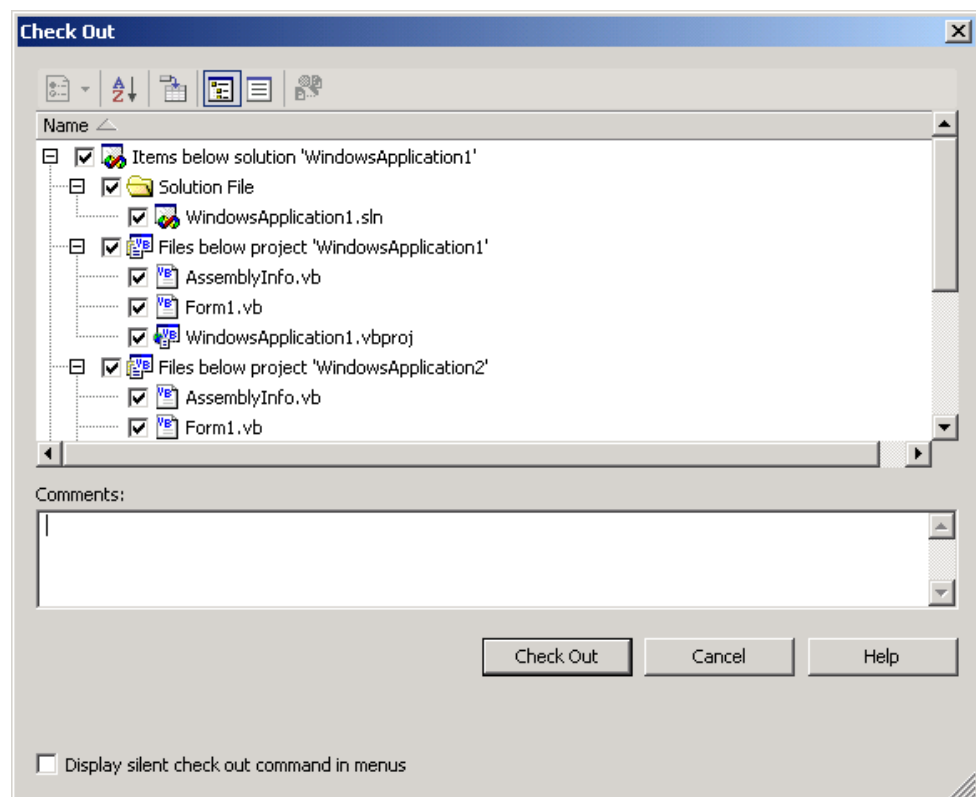 Check Out
Name
Items below solution 'WindowsApplication1'
Solution File
WindowsApplication1.sln
Files below project 'WindowsApplication1'
AssemblyInfo.vb
Form1.vb
WindowsApplication1.vbproj
Files below project 'WindowsApplication2'
AssemblyInfo.vb
Form1.vb
Comments:
Check Out Cancel Help
Display silent check out command in menus